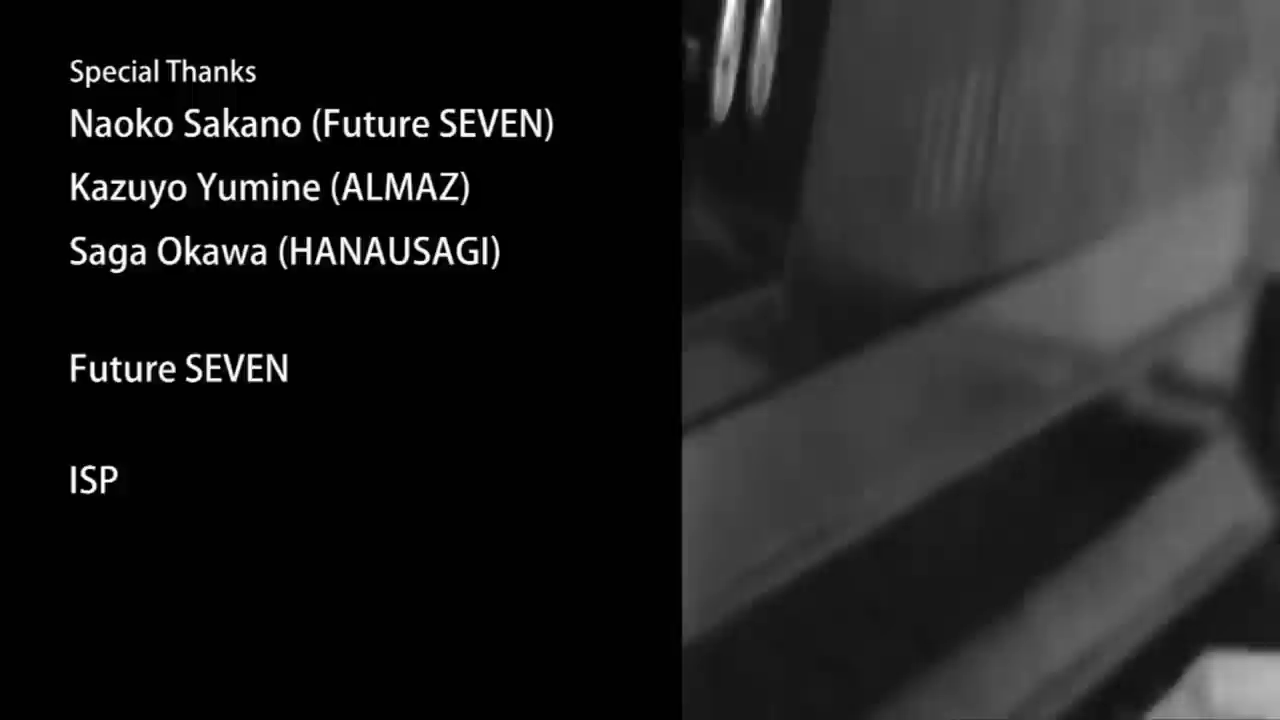 Special Thanks
Naoko Sakano (Future SEVEN)
Kazuyo Yumine (ALMAZ)
Saga Okawa (HANAUSAGI)
Future SEVEN
ISP